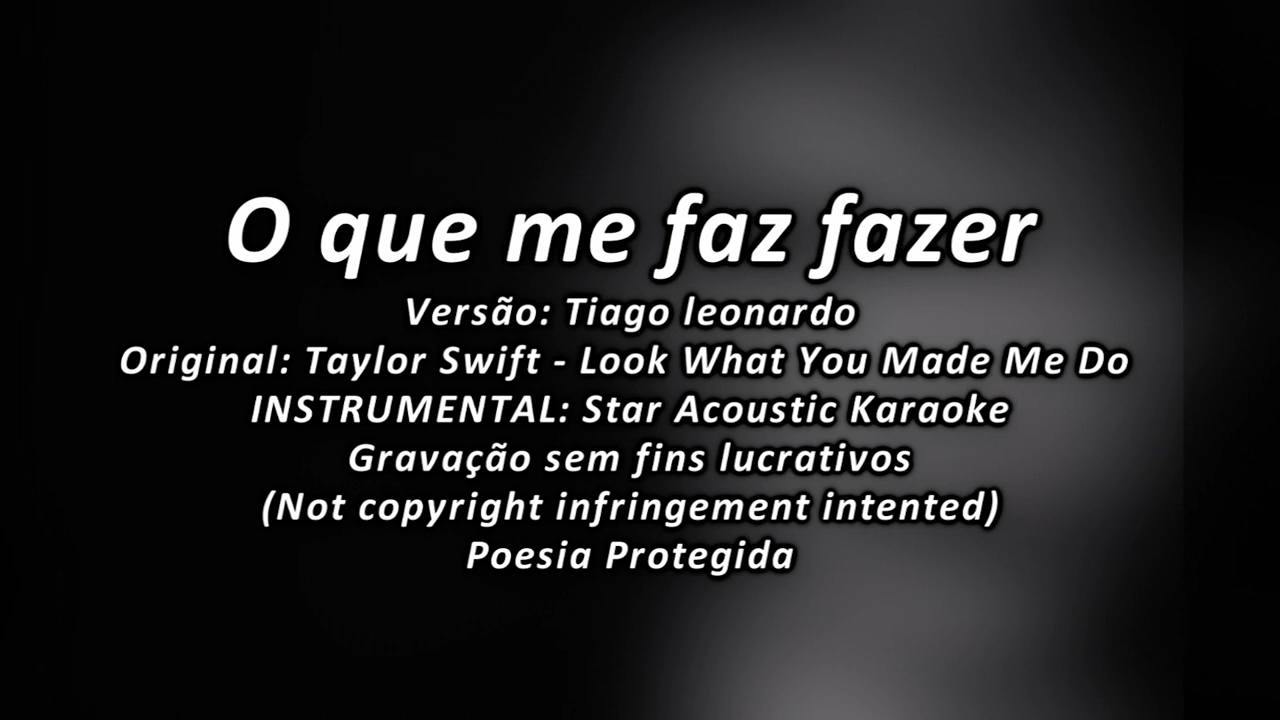 O que me faz fazer
Versão: Tiago leonardo
Original: Taylor Swift - Look What You Made Me Do
INSTRUMENTAL: Star Acoustic Karaoke
Gravação sem fins lucrativos
(Not copyright infringement intented)
Poesia Protegida